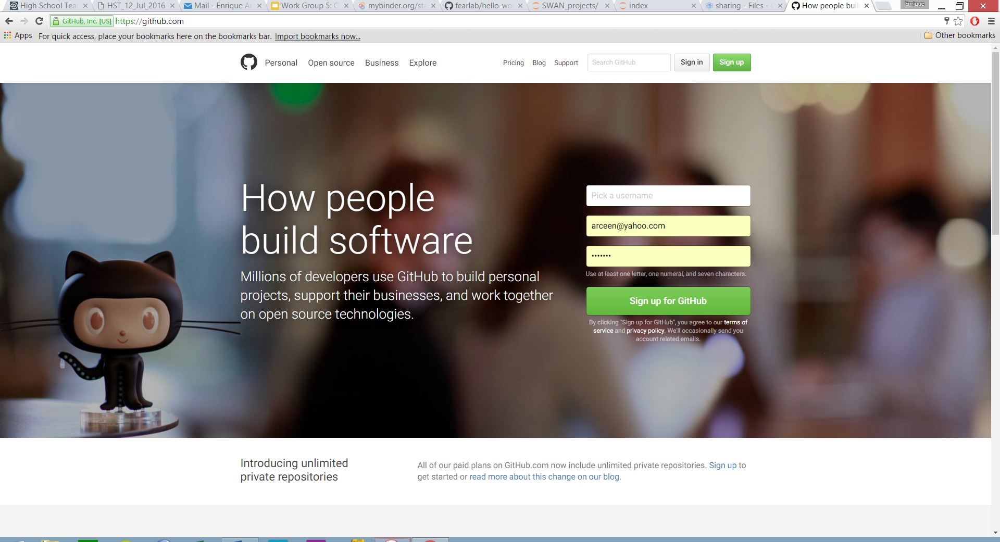 High School Tea
HST_12_Jul_2016
Mail - Enrique A
Work Group 5: O
mybinder.org/sta
fearlab/hello-wo
SWAN_projects/
index
sharing - Files -
How people buil
Enrique
GitHub, Inc. [US]
https://github.com
Apps
For quick access, place your bookmarks here on the bookmarks bar. Import bookmarks now...
Other bookmarks
Personal
Open source
Business
Explore
Pricing
Blog
Support
Search GitHub
Sign in
Sign up
How people
build software
Millions of developers use GitHub to build personal
projects, support their businesses, and work together
on open source technologies.
Pick a username
arceen@yahoo.com
•••••••
Use at least one letter, one numeral, and seven characters.
Sign up for GitHub
By clicking "Sign up for GitHub", you agree to our terms of
service and privacy policy. We'll occasionally send you
account related emails.
Introducing unlimited
private repositories
All of our paid plans on GitHub.com now include unlimited private repositories. Sign up to
get started or read more about this change on our blog.